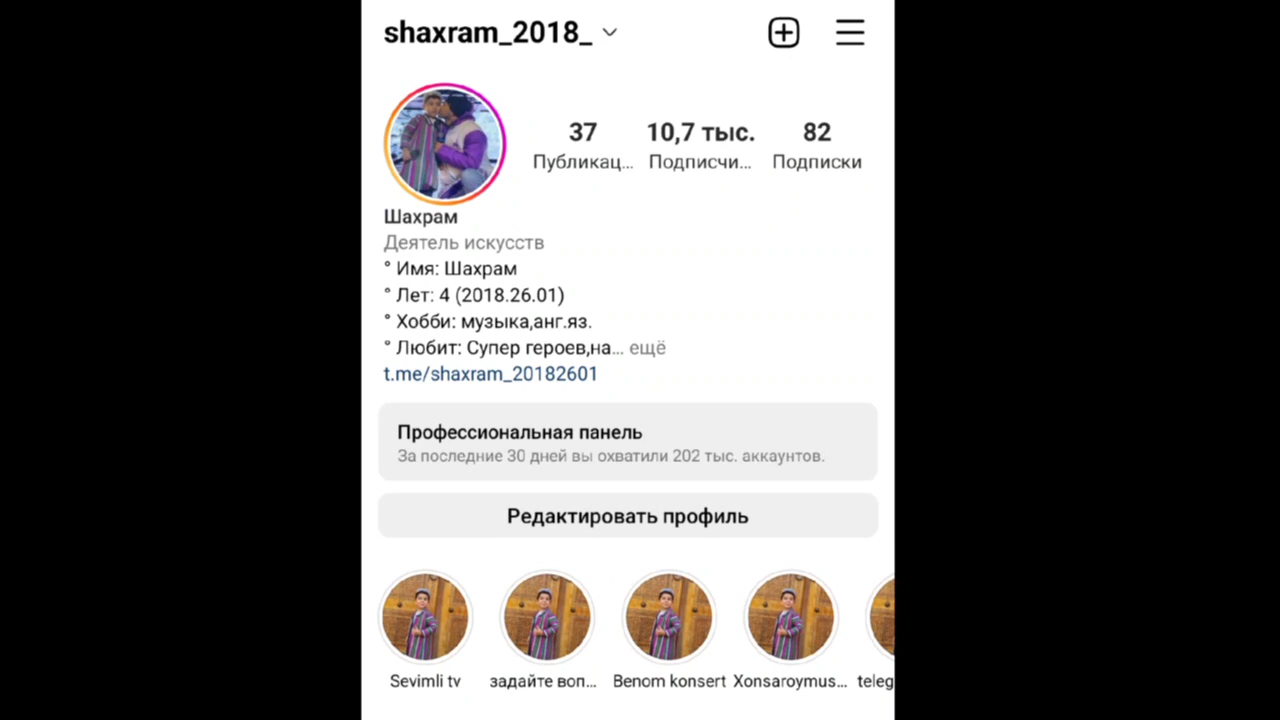 shaxram_2018_
37
10,7 тыс.
82
Публикац...
Подписчи...
Подписки
Шахрам
Деятель искусств
° Имя: Шахрам
° Лет: 4 (2018.26.01)
° Хобби: музыка,анг.яз.
° Любит: Супер героев,на... ещё
t.me/shaxram_20182601
Профессиональная панель
За последние 30 дней вы охватили 202 тыс. аккаунтов.
Редактировать профиль
Sevimli tv
задайте воп...
Benom konsert
Xonsaroymus...
teleg